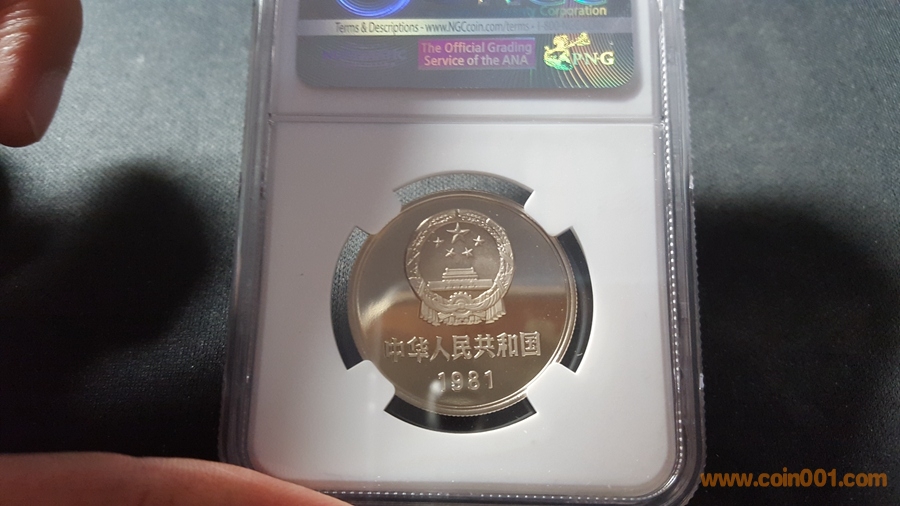 Corporation
Terms & Descriptions - www.NGCcoin.com/terms
The Official Grading
Service of the ANA
PNG
中华人民共和国
1981
www.coin001.com